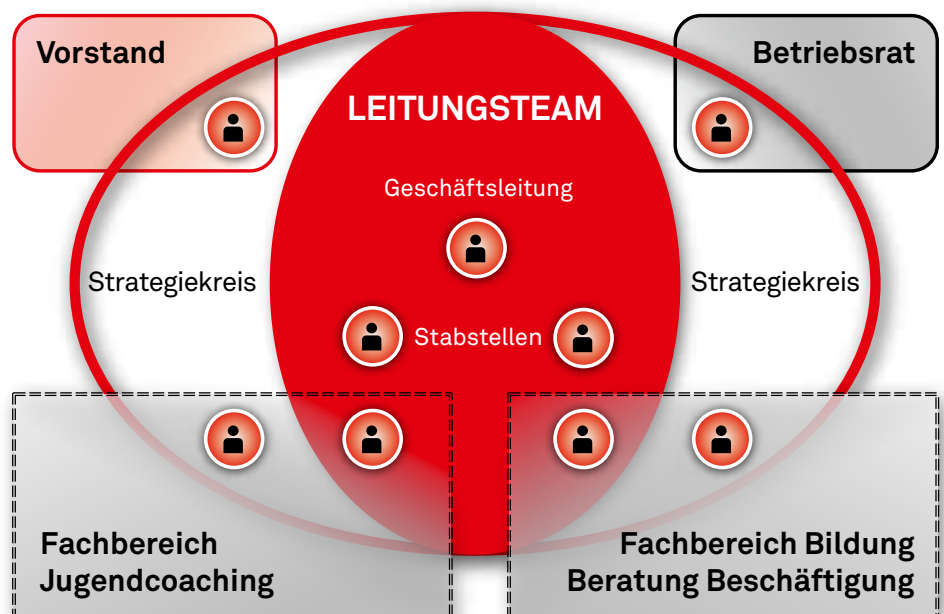 Vorstand
Betriebsrat
LEITUNGSTEAM
Geschäftsleitung
Strategiekreis
Strategiekreis
Stabstellen
Fachbereich
Jugendcoaching
Fachbereich Bildung
Beratung Beschäftigung